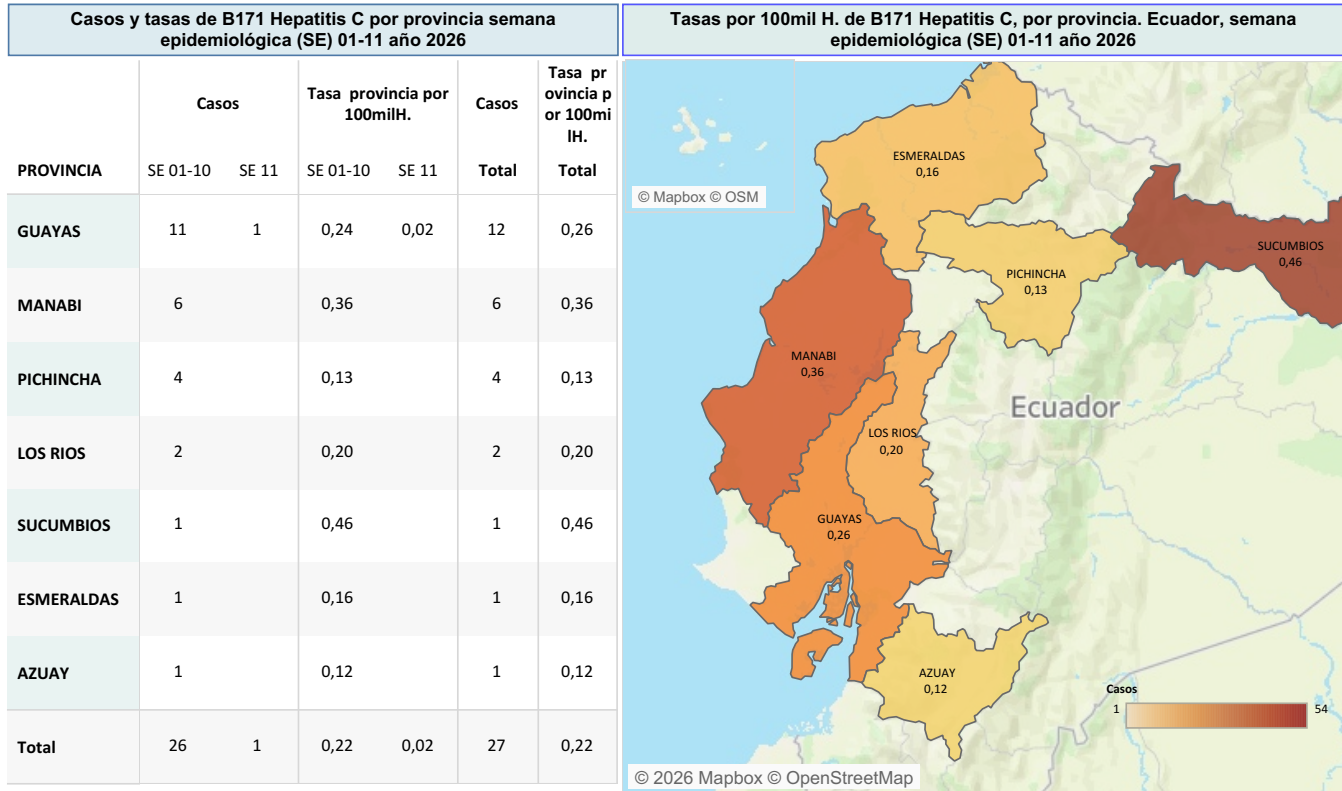 Casos y tasas de B171 Hepatitis C por provincia semana
epidemiológica (SE) 01-11 año 2026
Casos
Tasa provincia por
100milH.
Casos
Tasa pr
ovincia p
or 100mi
lH.
PROVINCIA SE 01-10 SE 11 SE 01-10 SE 11 Total Total
GUAYAS 11 1 0,24 0,02 12 0,26
MANABI 6 0,36 6 0,36
PICHINCHA 4 0,13 4 0,13
LOS RIOS 2 0,20 2 0,20
SUCUMBIOS 1 0,46 1 0,46
ESMERALDAS 1 0,16 1 0,16
AZUAY 1 0,12 1 0,12
Total 26 1 0,22 0,02 27 0,22
Tasas por 100mil H. de B171 Hepatitis C, por provincia. Ecuador, semana
epidemiológica (SE) 01-11 año 2026
© Mapbox © OSM
ESMERALDAS
0,16
SUCUMBIOS
0,46
PICHINCHA
0,13
MANABI
0,36
Ecuador
LOS RIOS
0,20
GUAYAS
0,26
AZUAY
0,12
Casos
1 54
© 2026 Mapbox © OpenStreetMap